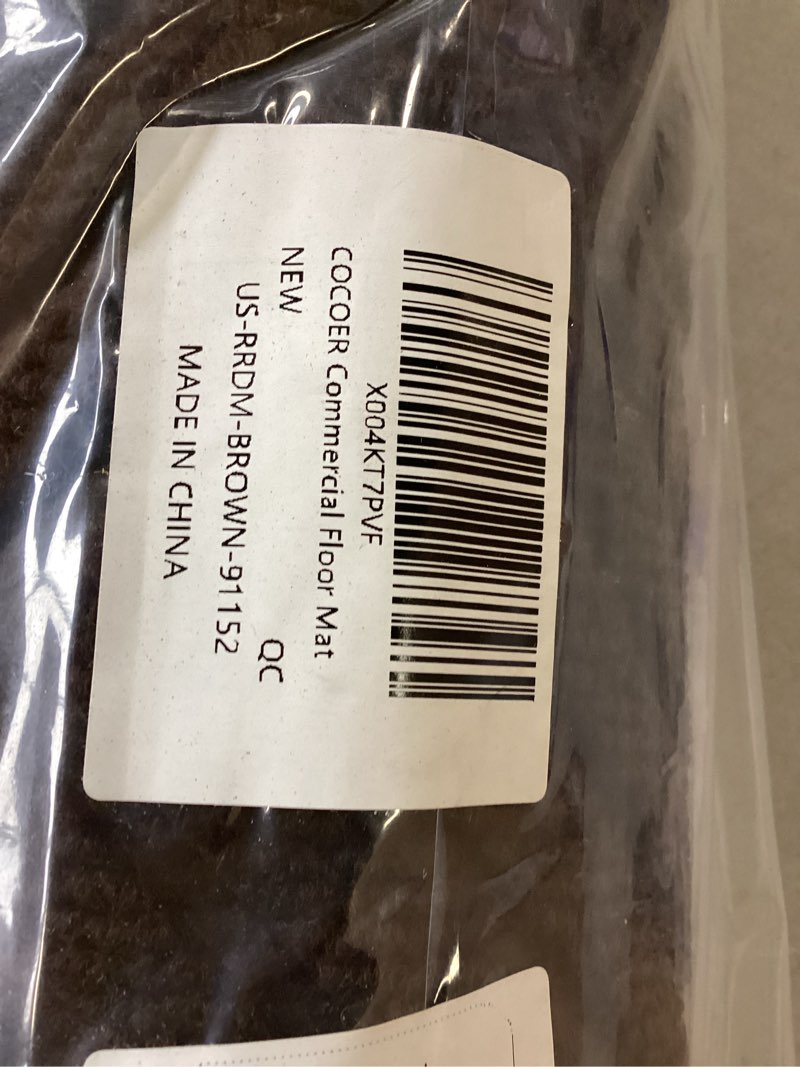 X004KT7PVF
COCOER Commercial Floor Mat
NEW
QC
US-RRDM-BROWN-91152
MADE IN CHINA